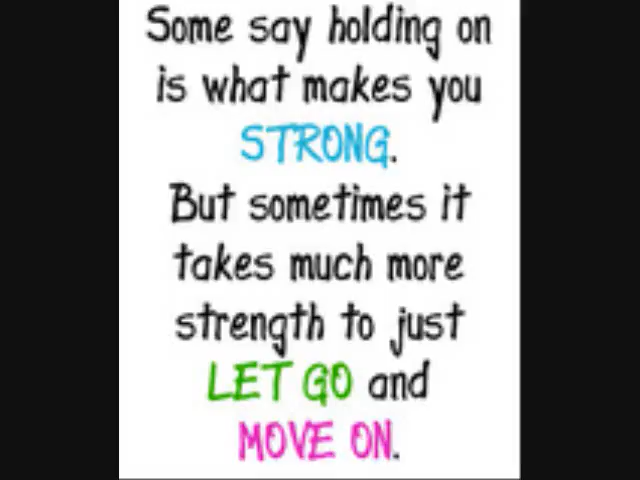 Some say holding on
is what makes you
STRONG.
But sometimes it
takes much more
strength to just
LET GO and
MOVE ON.